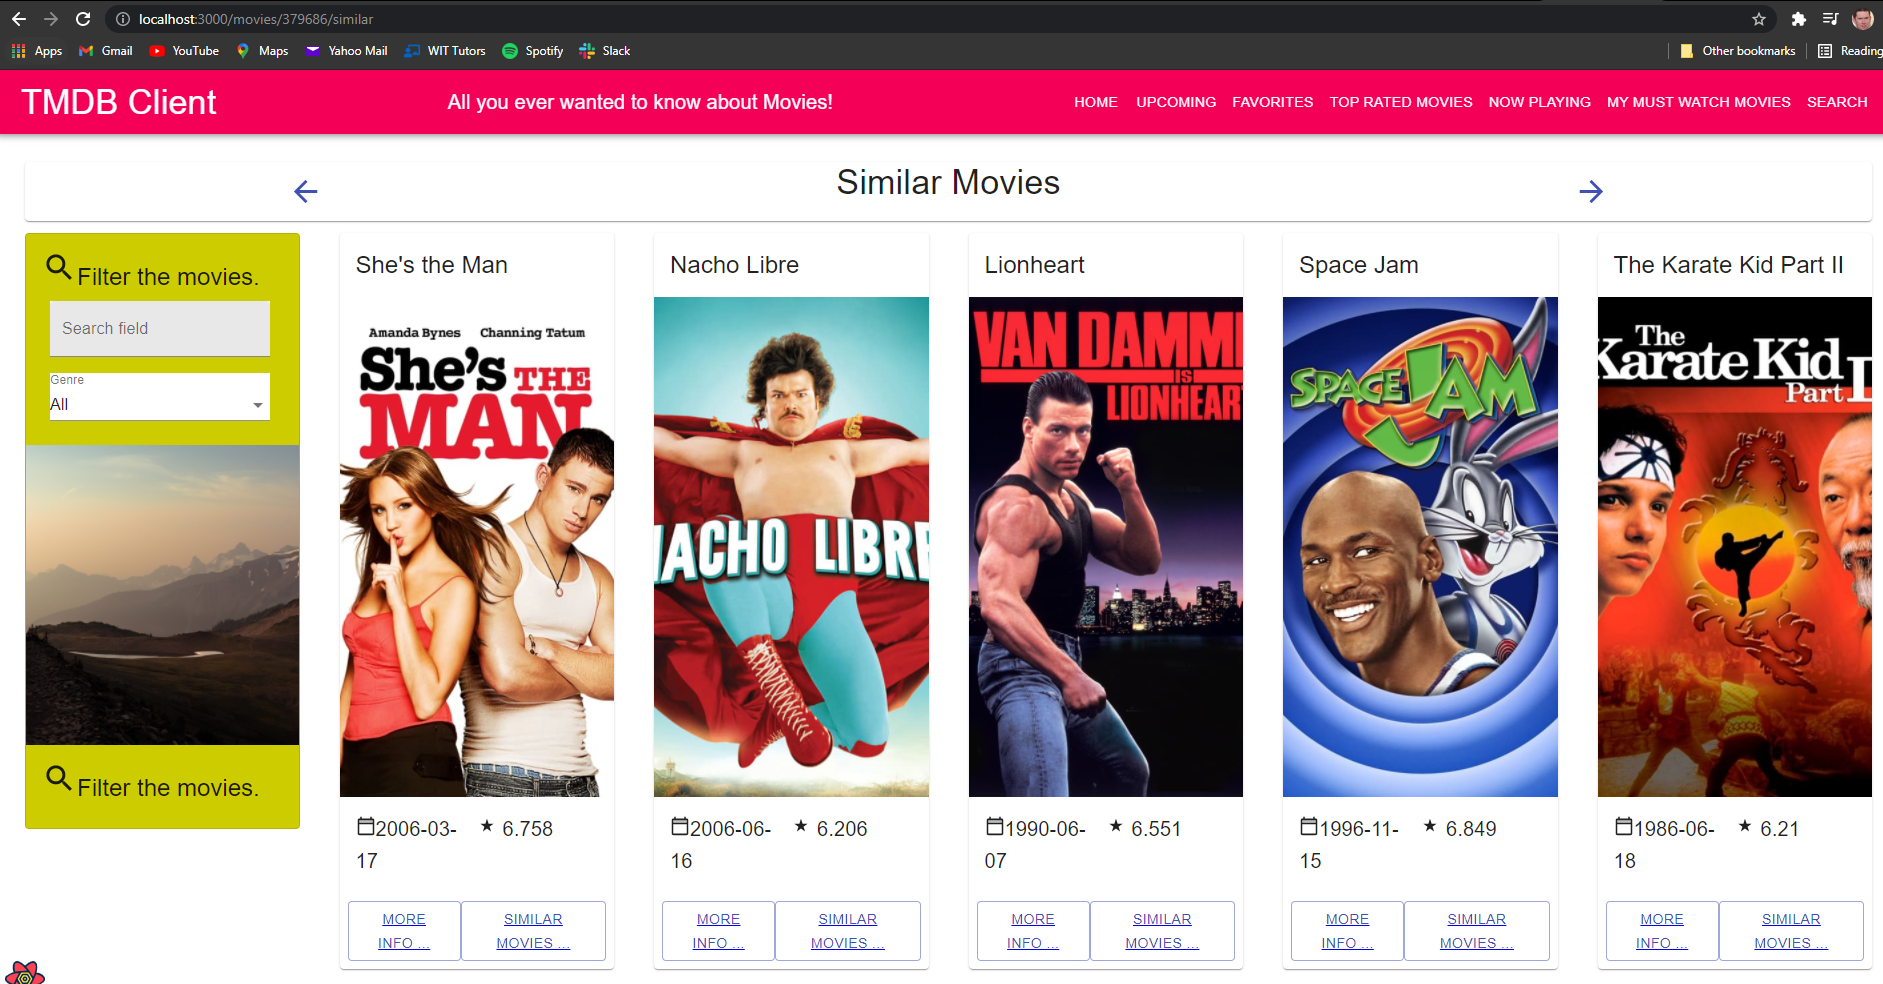 localhost:3000/movies/379686/similar
Apps Gmail YouTube Maps Yahoo Mail WIT Tutors Spotify Slack Other bookmarks Reading
TMDB Client All you ever wanted to know about Movies! HOME UPCOMING FAVORITES TOP RATED MOVIES NOW PLAYING MY MUST WATCH MOVIES SEARCH
Similar Movies
Filter the movies.
Search field
Genre
All
Filter the movies.
She's the Man
Amanda Bynes Channing Tatum
She's THE
MAN
2006-03-
17
6.758
MORE
INFO ...
SIMILAR
MOVIES ...
Nacho Libre
NACHO LIBRE
2006-06-
16
6.206
MORE
INFO ...
SIMILAR
MOVIES ...
Lionheart
VAN DAMME
IS
LIONHEART
1990-06-
07
6.551
MORE
INFO ...
SIMILAR
MOVIES ...
Space Jam
SPACE JAM
1996-11-
15
6.849
MORE
INFO ...
SIMILAR
MOVIES ...
The Karate Kid Part II
The
Karate Kid
Part I
1986-06-
18
6.21
MORE
INFO ...
SIMILAR
MOVIES ...